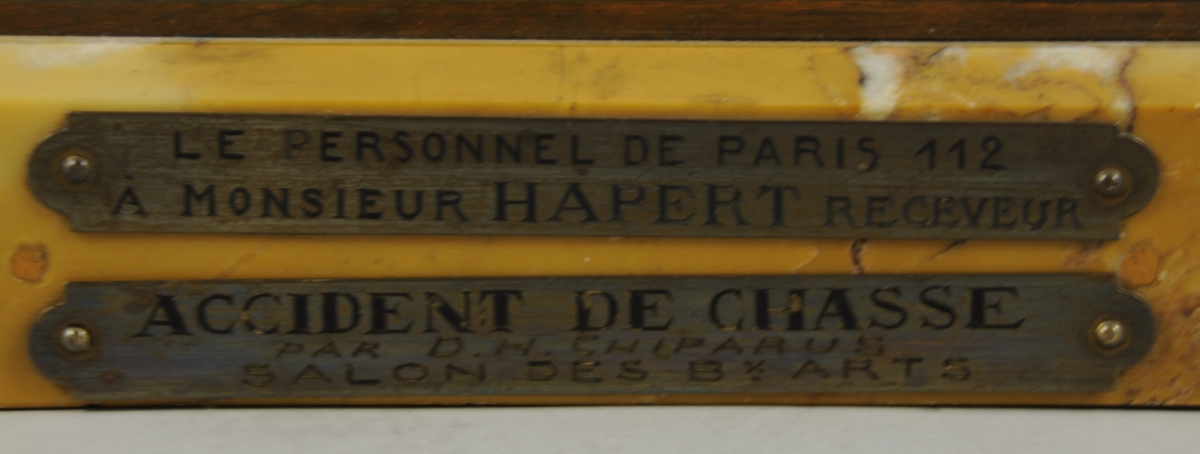 LE PERSONNEL DE PARIS 112
À MONSIEUR HAPERT RECEVEUR
ACCIDENT DE CHASSE
PAR D.H. CHIPARUS
SALON DES Bx ARTS